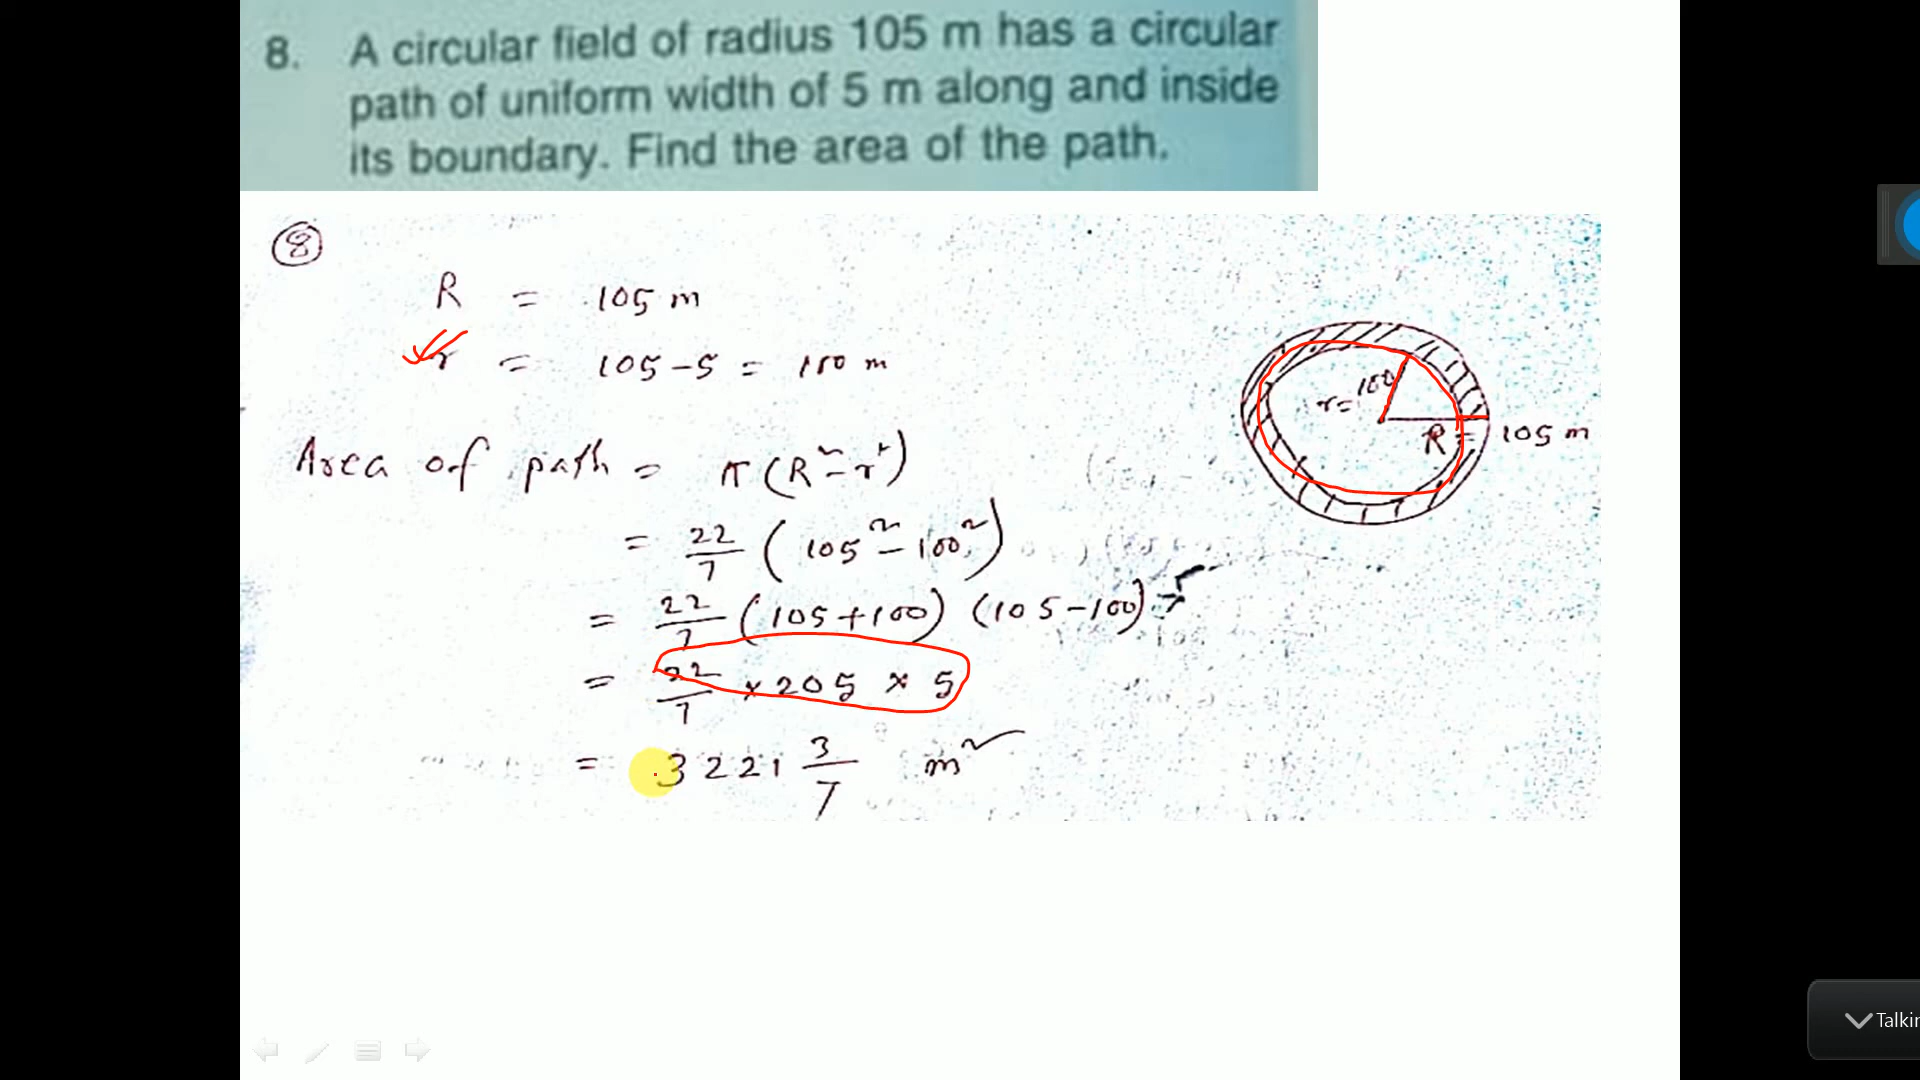 8. A circular field of radius 105 m has a circular
path of uniform width of 5 m along and inside
its boundary. Find the area of the path.
8
R = 105 m
r = 105-5 = 100 m
r=100
R = 105 m
Area of path = π (R² - r²)
= 22/7 (105² - 100²)
= 22/7 (105+100) (105-100)
= 22/7 × 205 × 5
= 3221 3/7 m²
Talkin